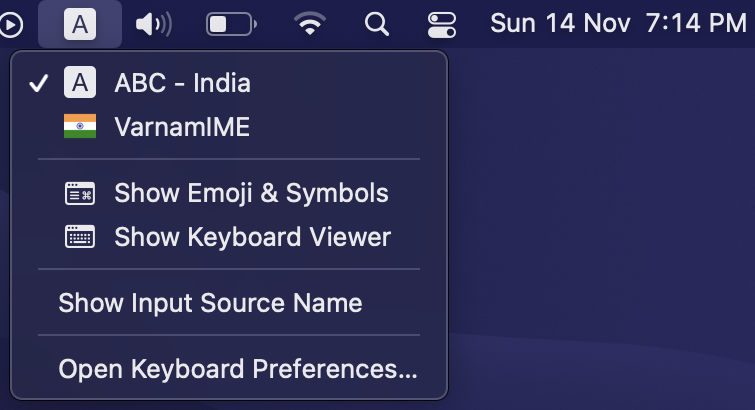 A Sun 14 Nov 7:14 PM
A ABC - India
VarnamIME
Show Emoji & Symbols
Show Keyboard Viewer
Show Input Source Name
Open Keyboard Preferences...